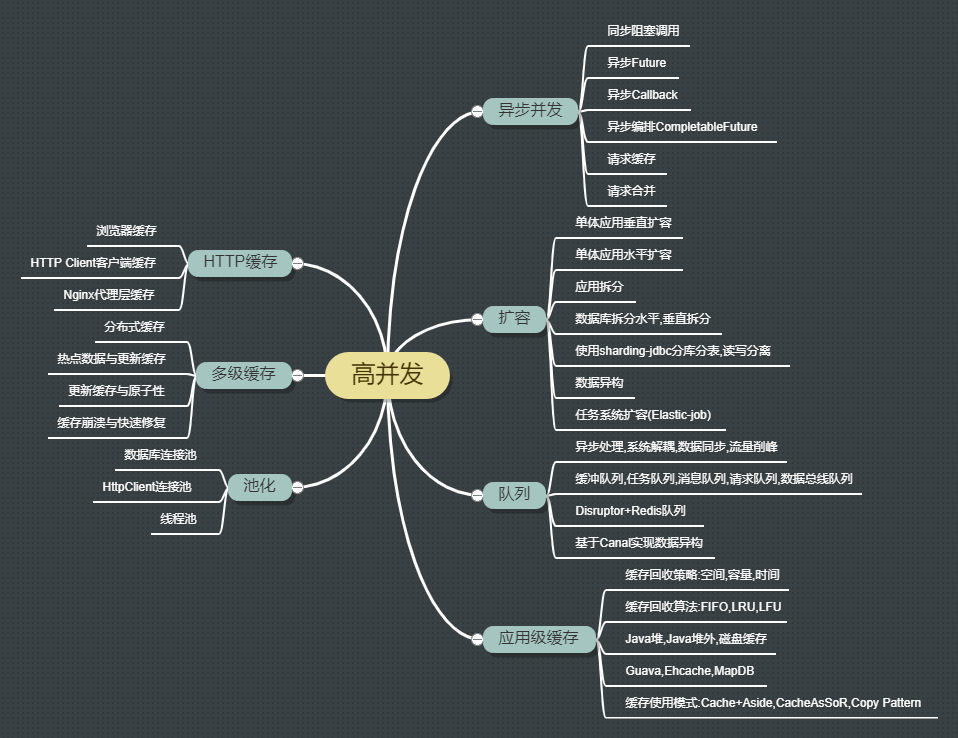 高并发
异步并发
同步阻塞调用
异步Future
异步Callback
异步编排CompletableFuture
请求缓存
请求合并
扩容
单体应用垂直扩容
单体应用水平扩容
应用拆分
数据库拆分水平,垂直拆分
使用sharding-jdbc分库分表,读写分离
数据异构
任务系统扩容(Elastic-job)
队列
异步处理,系统解耦,数据同步,流量削峰
缓冲队列,任务队列,消息队列,请求队列,数据总线队列
Disruptor+Redis队列
基于Canal实现数据异构
应用级缓存
缓存回收策略:空间,容量,时间
缓存回收算法:FIFO,LRU,LFU
Java堆,Java堆外,磁盘缓存
Guava,Ehcache,MapDB
缓存使用模式:Cache+Aside,CacheAsSoR,Copy Pattern
HTTP缓存
浏览器缓存
HTTP Client客户端缓存
Nginx代理层缓存
多级缓存
分布式缓存
热点数据与更新缓存
更新缓存与原子性
缓存崩溃与快速修复
池化
数据库连接池
HttpClient连接池
线程池